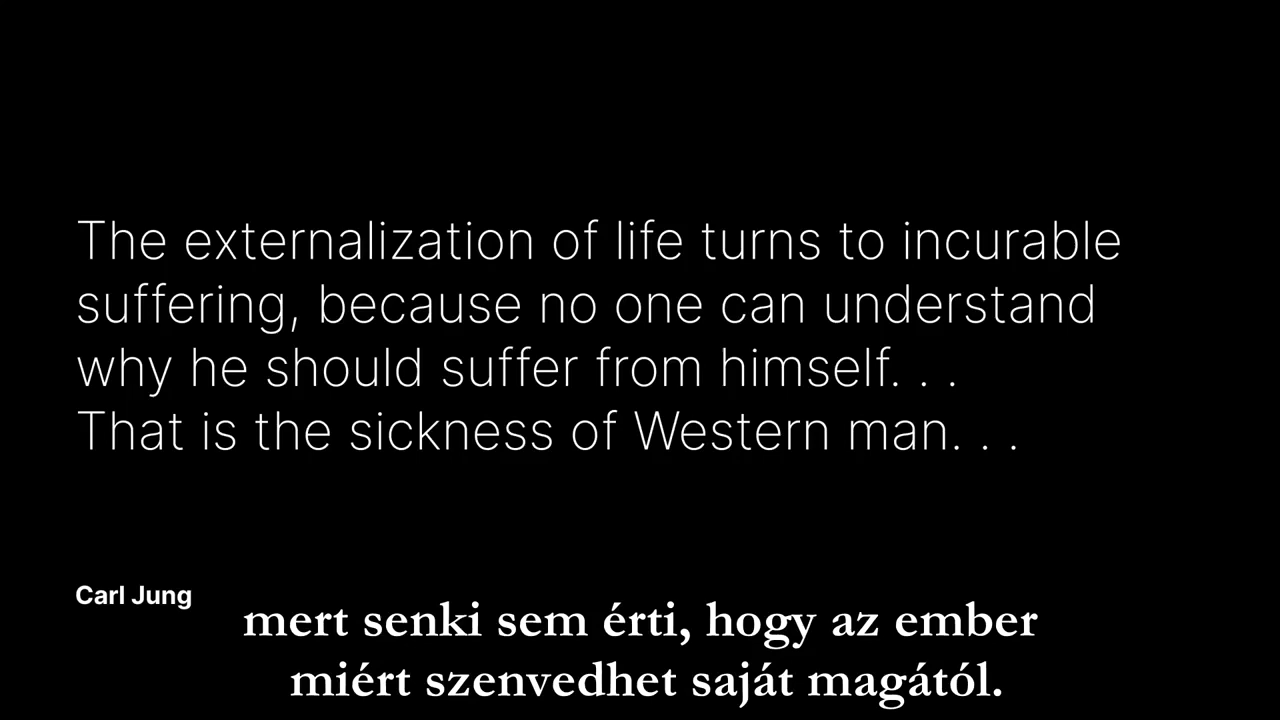 The externalization of life turns to incurable
suffering, because no one can understand
why he should suffer from himself. . .
That is the sickness of Western man. . .
Carl Jung
mert senki sem érti, hogy az ember
miért szenvedhet saját magától.